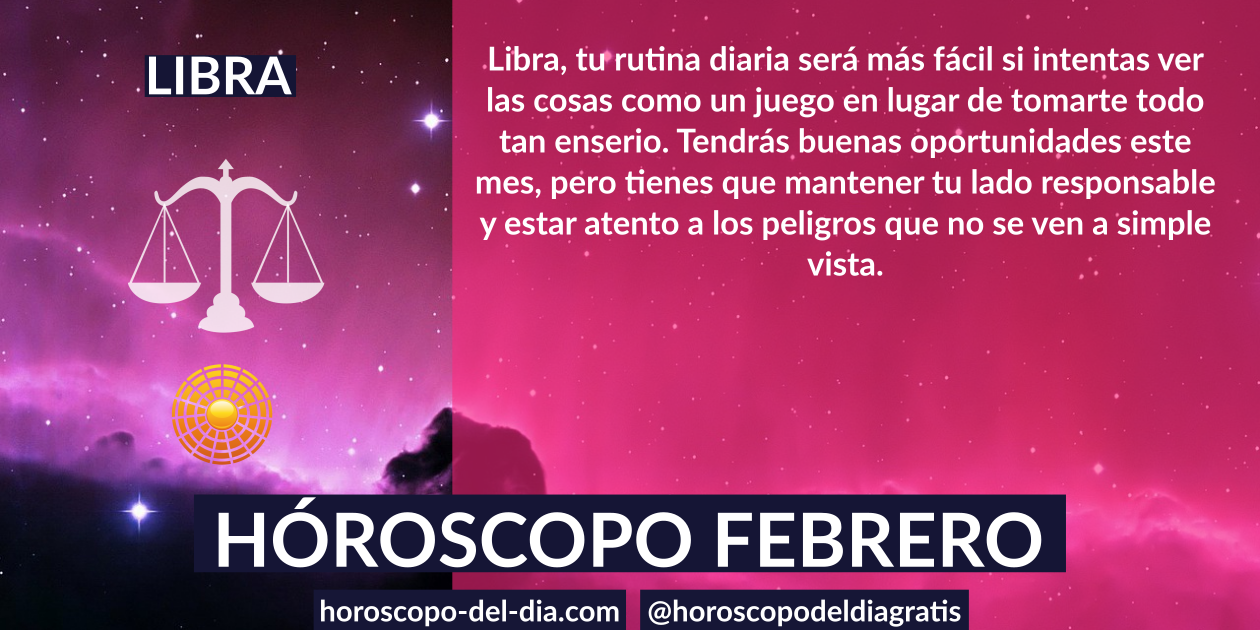 LIBRA
Libra, tu rutina diaria será más fácil si intentas ver
las cosas como un juego en lugar de tomarte todo
tan enserio. Tendrás buenas oportunidades este
mes, pero tienes que mantener tu lado responsable
y estar atento a los peligros que no se ven a simple
vista.
HÓROSCOPO FEBRERO
horoscopo-del-dia.com
@horoscopodeldiagratis